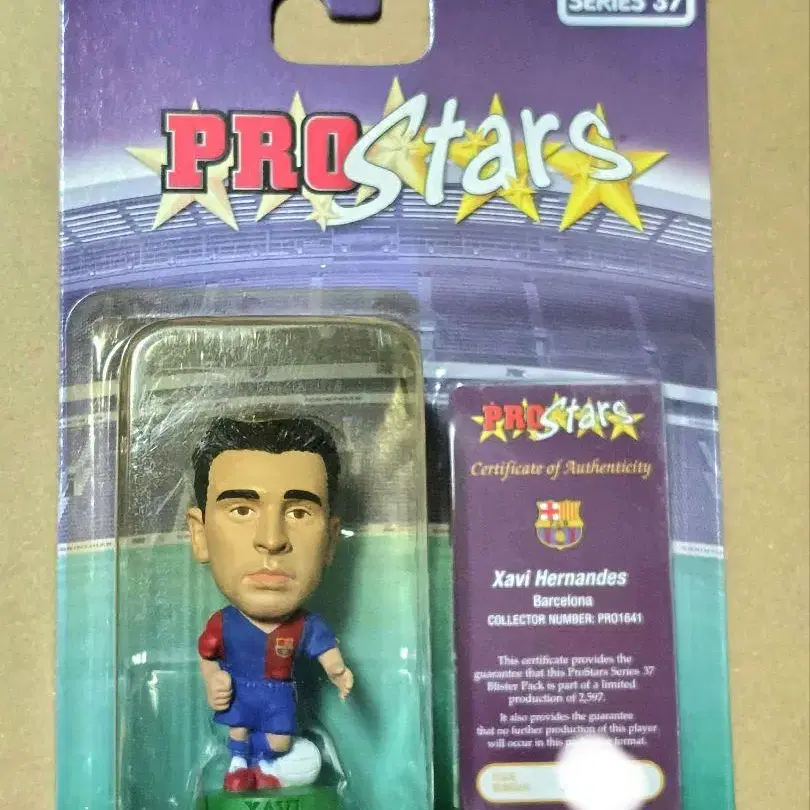 SERIES 37
PROStars
PROStars
Certificate of Authenticity
Xavi Hernandes
Barcelona
COLLECTOR NUMBER: PRO1641
This certificate provides the
guarantee that this ProStars Series 37
Blister Pack is part of a limited
production of 2,597.
It also provides the guarantee
that no further production of this player
will occur in this format.
XAVI